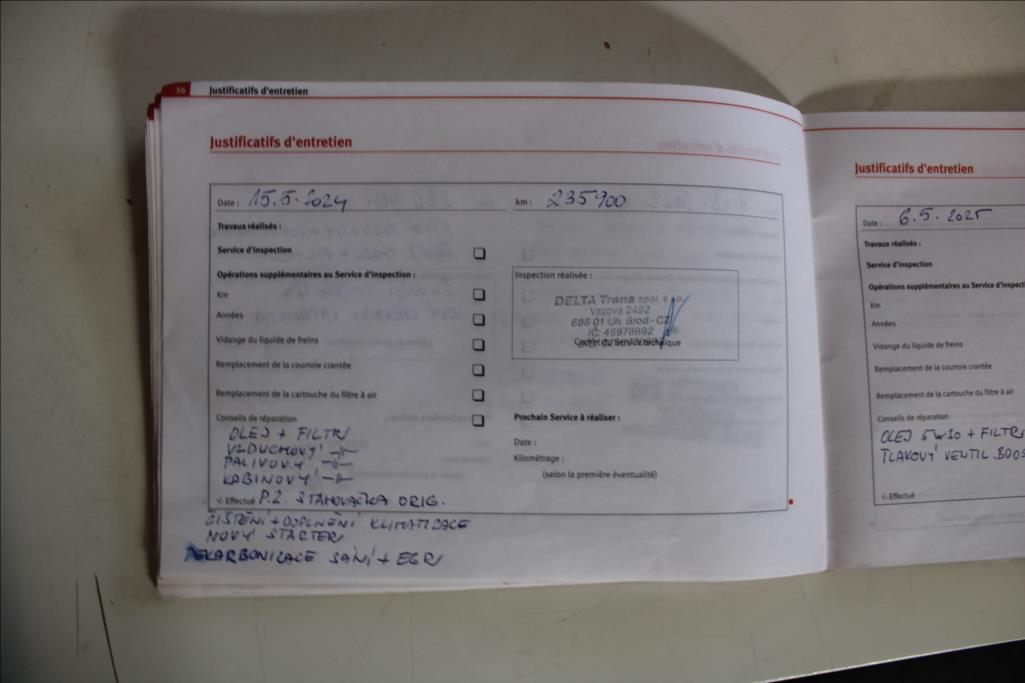 36 Justificatifs d'entretien
Justificatifs d'entretien
Date : 15.5.2024 km : 235900
Travaux réalisés :
Service d'inspection
Opérations supplémentaires au Service d'inspection :
Km
Années
Vidange du liquide de freins
Remplacement de la courroie crantée
Remplacement de la cartouche du filtre à air
Conseils de réparation
OLEJ + FILTR
VZDUCHOVÝ -||-
PALIVOVÝ -||-
KABINOVÝ -||-
Effectué P.Z. STAHOVAČKA ORIG.
ČIŠTĚNÍ + DOPLNĚNÍ KLIMATIZACE
NOVÝ STARTER
DEKARBONIZACE SÁNÍ + EGR
Inspection réalisée :
DELTA Trans spol. s r.o.
Vazova 2492
688 01 Uh. Brod - CZ
IČ: 46978992
Cachet du Service technique
Prochain Service à réaliser :
Date :
Kilométrage :
(selon la première éventualité)
Justificatifs d'entretien
Date : 6.5. 2025
Travaux réalisés :
Service d'inspection
Opérations supplémentaires au Service d'inspect
Km
Années
Vidange du liquide de freins
Remplacement de la courroie crantée
Remplacement de la cartouche du filtre à air
Conseils de réparation
OLEJ 5W30 + FILTR
TLAKOVÝ VENTIL BOOS
Effectué